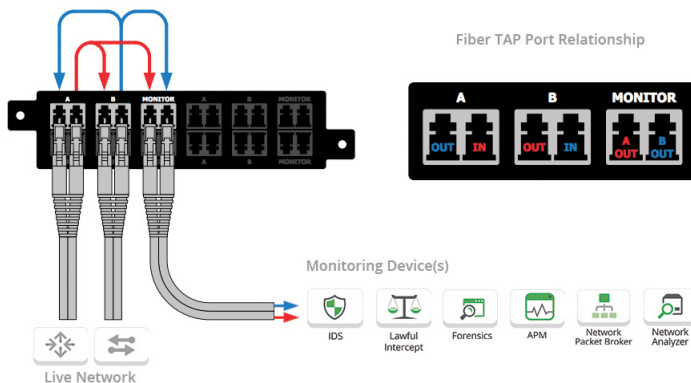 Fiber TAP Port Relationship
A B MONITOR A B MONITOR
A B MONITOR
A B MONITOR
OUT IN OUT IN A OUT B OUT
Monitoring Device(s)
IDS
Lawful
Intercept
Forensics
APM
Network
Packet Broker
Network
Analyzer
Live Network